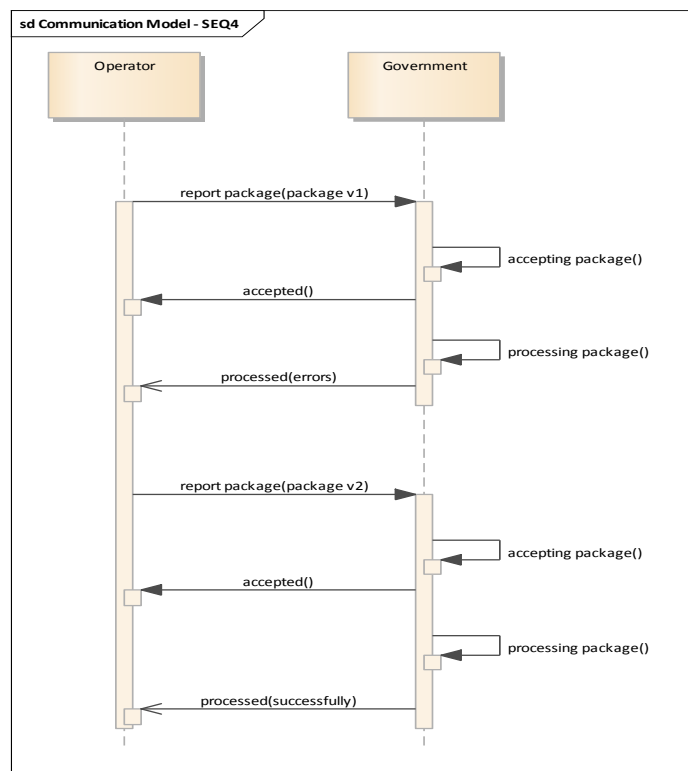 sd Communication Model - SEQ4
Operator
Government
report package(package v1)
accepting package()
accepted()
processing package()
processed(errors)
report package(package v2)
accepting package()
accepted()
processing package()
processed(successfully)